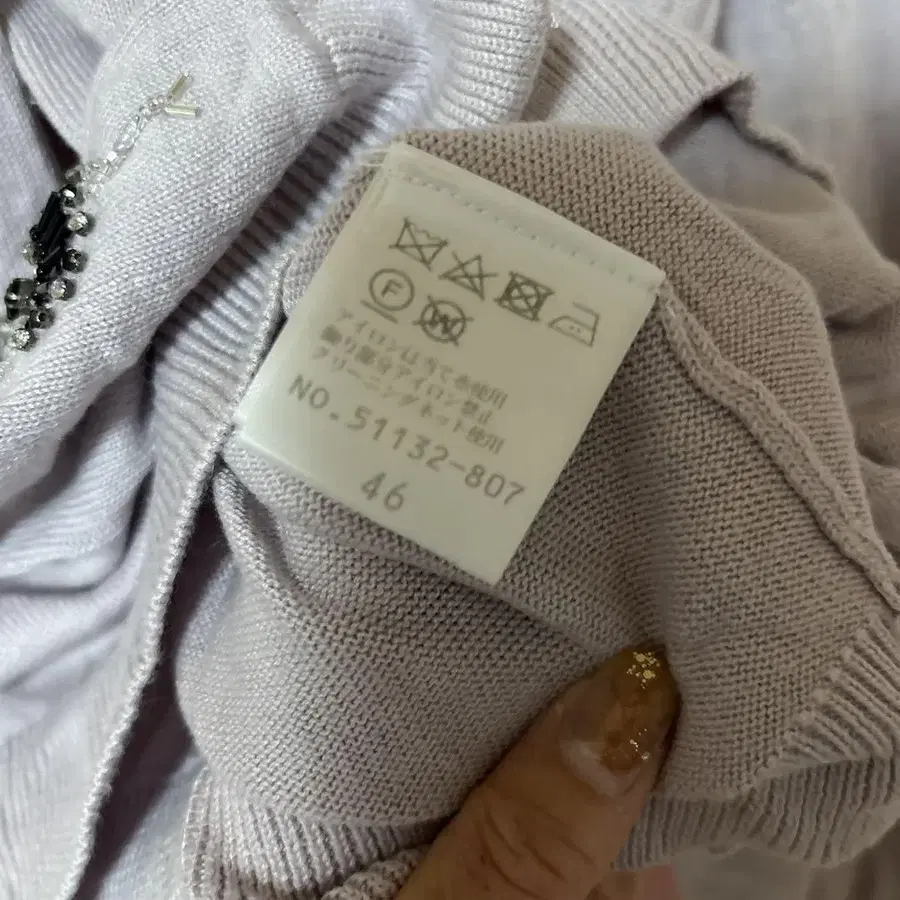 F
W
アイロンは当て布使用
飾り部分アイロン禁止
クリーニングネット使用
NO.51132-807
46